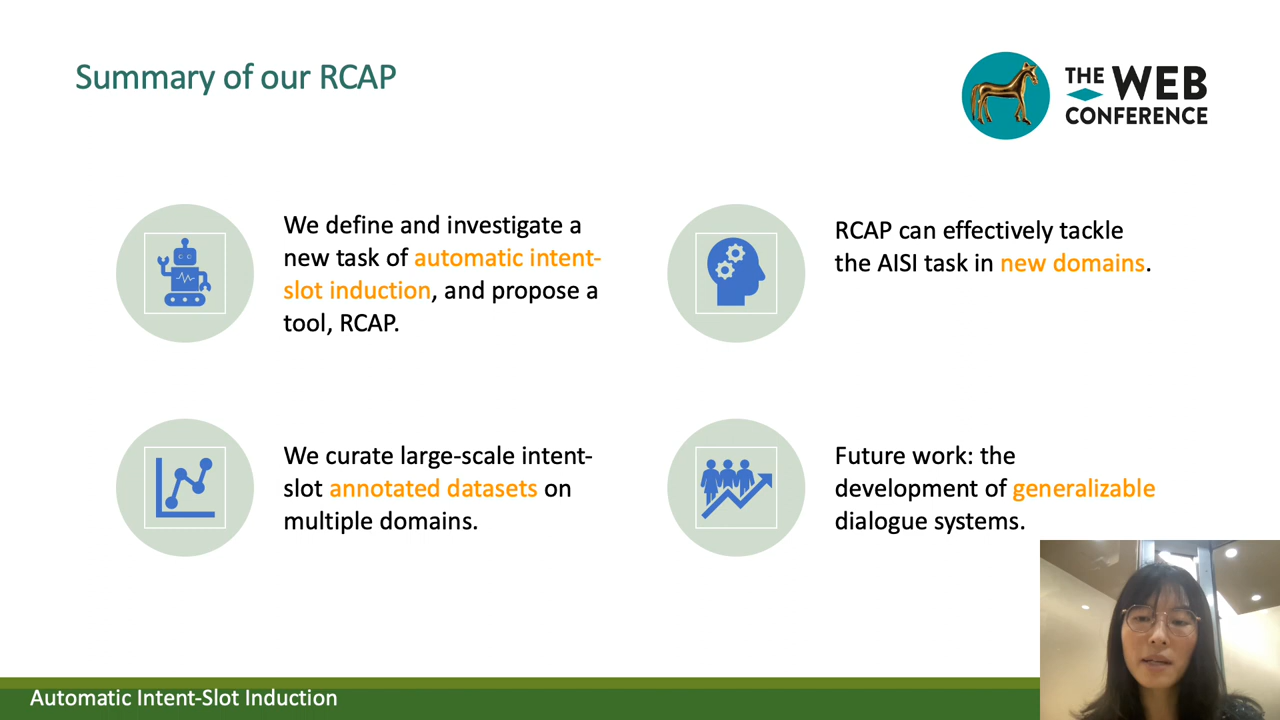 Summary of our RCAP
THE WEB
CONFERENCE
We define and investigate a
new task of automatic intent-
slot induction, and propose a
tool, RCAP.
RCAP can effectively tackle
the AISI task in new domains.
We curate large-scale intent-
slot annotated datasets on
multiple domains.
Future work: the
development of generalizable
dialogue systems.
Automatic Intent-Slot Induction